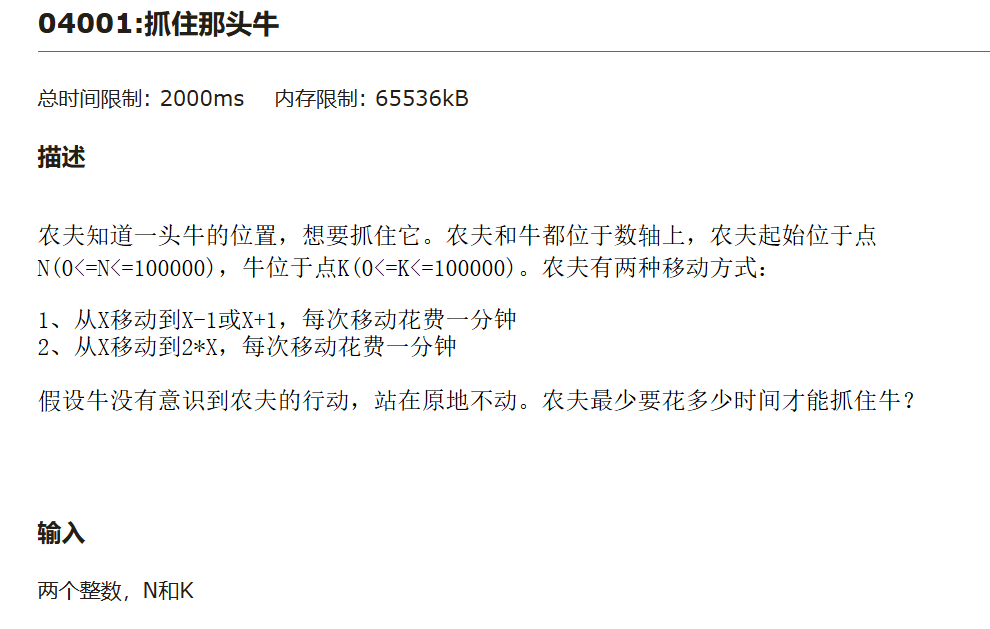 04001:抓住那头牛
总时间限制: 2000ms 内存限制: 65536kB
描述
农夫知道一头牛的位置，想要抓住它。农夫和牛都位于数轴上，农夫起始位于点
N(0<=N<=100000)，牛位于点K(0<=K<=100000)。农夫有两种移动方式：
1、从X移动到X-1或X+1，每次移动花费一分钟
2、从X移动到2*X，每次移动花费一分钟
假设牛没有意识到农夫的行动，站在原地不动。农夫最少要花多少时间才能抓住牛？
输入
两个整数，N和K